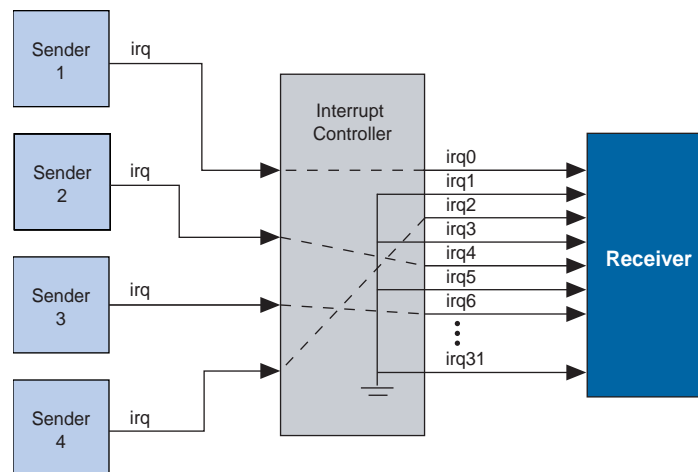 Sender
1
irq
Sender
2
irq
Sender
3
irq
Sender
4
irq
Interrupt
Controller
irq0
irq1
irq2
irq3
irq4
irq5
irq6
irq31
Receiver